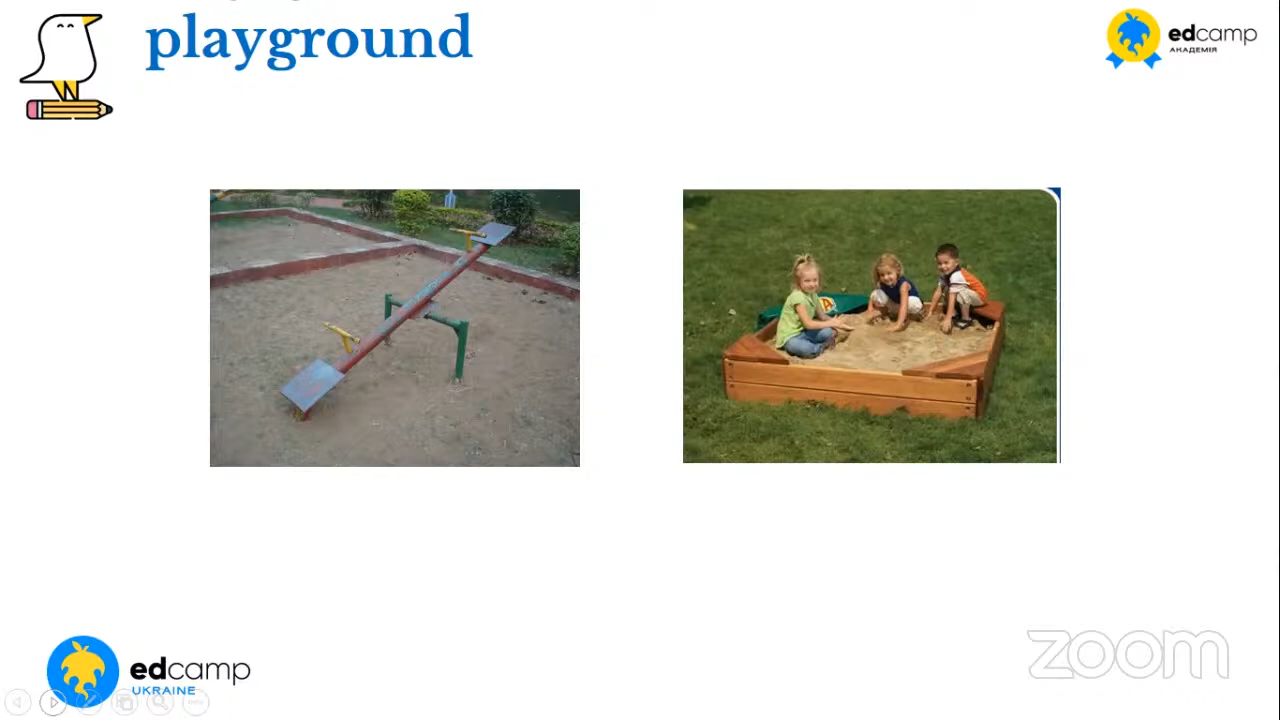 playground
edcamp
АКАДЕМІЯ
A
edcamp
UKRAINE
zoom